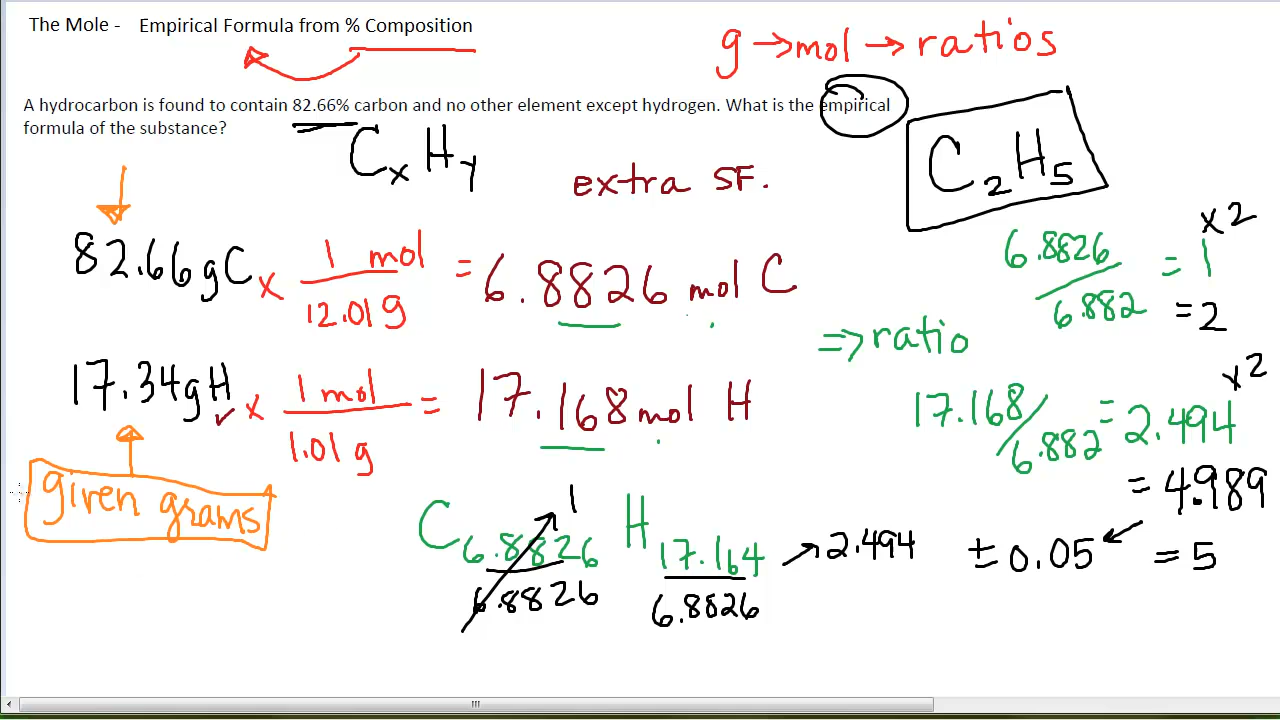 The Mole - Empirical Formula from % Composition
g → mol → ratios
A hydrocarbon is found to contain 82.66% carbon and no other element except hydrogen. What is the empirical
formula of the substance?
CxHy
C2H5
extra SF.
82.66gC x 1 mol / 12.01g = 6.8826 mol C
6.8826 / 6.882 = 1 x2
= 2
⇒ ratio
17.34gH x 1 mol / 1.01 g = 17.168 mol H
17.168 / 6.882 = 2.494 x2
= 4.989
given grams
C 6.8826 / 6.8826 → 1 H 17.164 / 6.8826 → 2.494
± 0.05 = 5